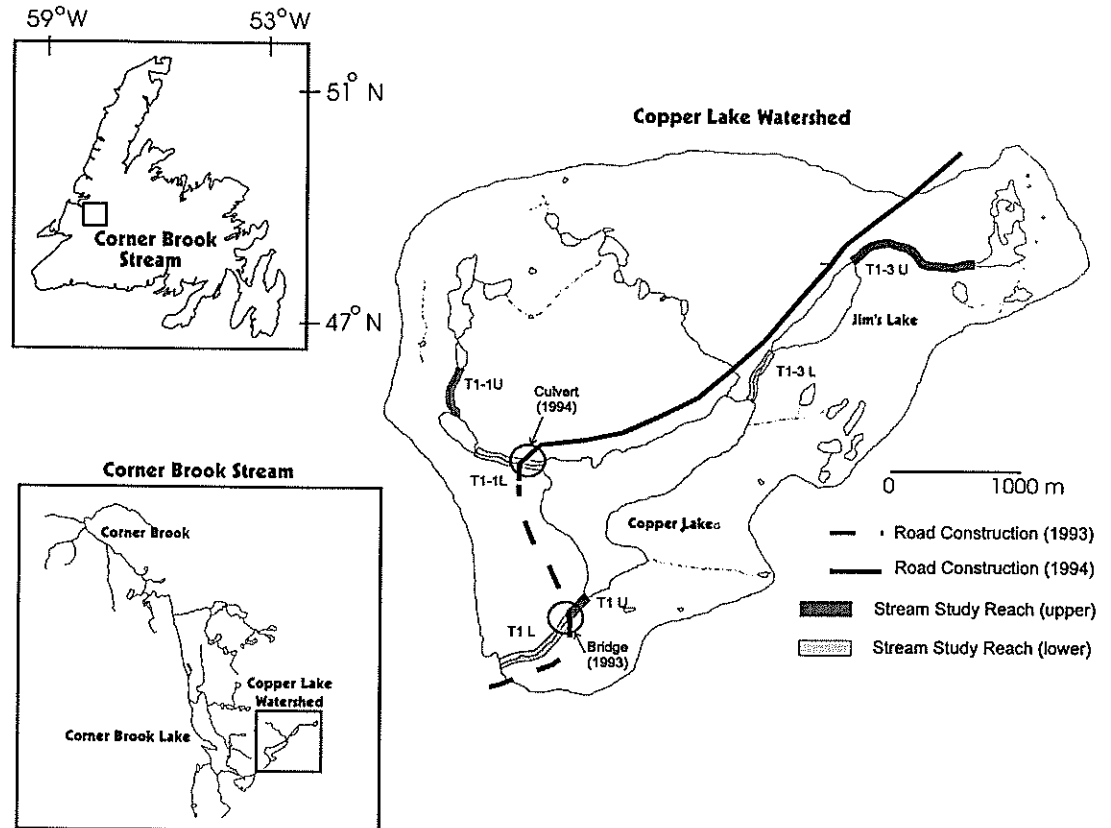 59°W
53°W
51° N
47° N
Corner Brook
Stream
Copper Lake Watershed
T1-3 U
Jim's Lake
T1-3 L
T1-1U
Culvert
(1994)
T1-1L
Copper Lake
T1 U
T1 L
Bridge
(1993)
0 1000 m
Road Construction (1993)
Road Construction (1994)
Stream Study Reach (upper)
Stream Study Reach (lower)
Corner Brook Stream
Corner Brook
Copper Lake
Watershed
Corner Brook Lake